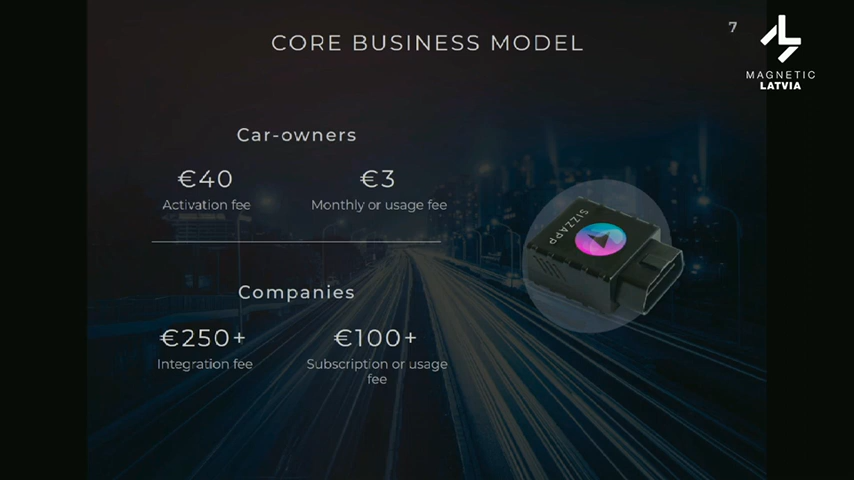 CORE BUSINESS MODEL
7
MAGNETIC
LATVIA
Car-owners
€40
€3
Activation fee
Monthly or usage fee
SIZZAPP
Companies
€250+
€100+
Integration fee
Subscription or usage
fee